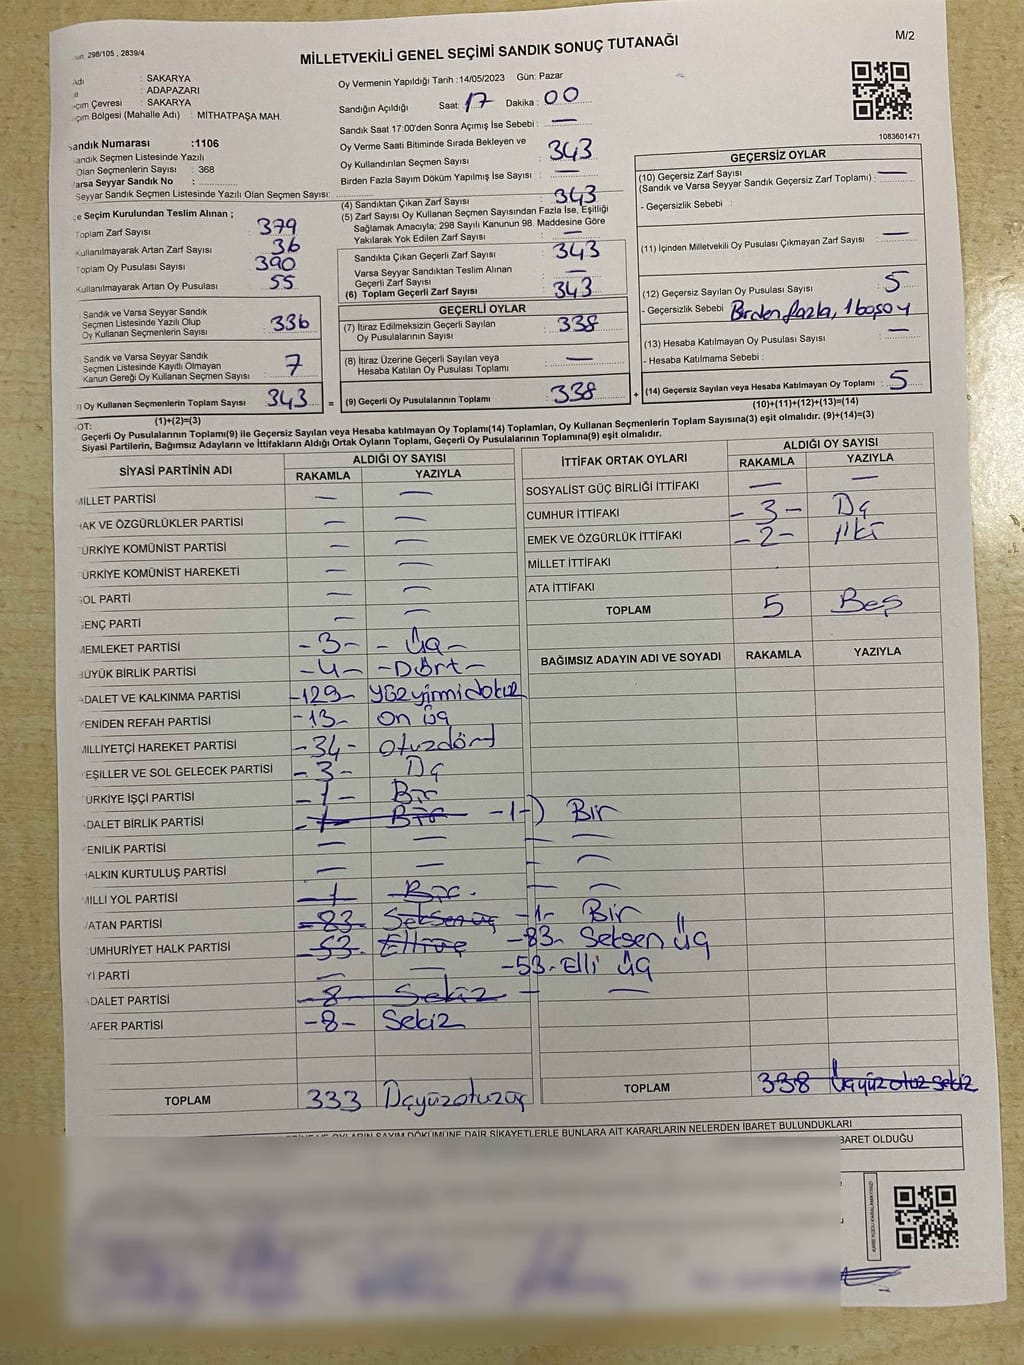 298/105 , 2839/4
M/2
MİLLETVEKİLİ GENEL SEÇİMİ SANDIK SONUÇ TUTANAĞI
: SAKARYA
: ADAPAZARI
Çevresi : SAKARYA
Bölgesi (Mahalle Adı) : MİTHATPAŞA MAH.
Oy Vermenin Yapıldığı Tarih : 14/05/2023 Gün: Pazar
Sandığın Açıldığı Saat: 17 Dakika : 00
Sandık Saat 17:00'den Sonra Açımış İse Sebebi : —
1083601471
andık Numarası :1106
andık Seçmen Listesinde Yazılı
Olan Seçmenlerin Sayısı : 368
Varsa Seyyar Sandık No :
Seyyar Sandık Seçmen Listesinde Yazılı Olan Seçmen Sayısı:
Oy Verme Saati Bitiminde Sırada Bekleyen ve
Oy Kullandırılan Seçmen Sayısı : 343
Birden Fazla Sayım Döküm Yapılmış İse Sayısı : —
(4) Sandıktan Çıkan Zarf Sayısı : 343
(5) Zarf Sayısı Oy Kullanan Seçmen Sayısından Fazla İse, Eşitliği
Sağlamak Amacıyla; 298 Sayılı Kanunun 98. Maddesine Göre
Yakılarak Yok Edilen Zarf Sayısı : —
e Seçim Kurulundan Teslim Alınan ;
Toplam Zarf Sayısı : 379
Kullanılmayarak Artan Zarf Sayısı : 36
Toplam Oy Pusulası Sayısı : 390
Kullanılmayarak Artan Oy Pusulası : 55
Sandıkta Çıkan Geçerli Zarf Sayısı : 343
Varsa Seyyar Sandıktan Teslim Alınan
Geçerli Zarf Sayısı : —
(6) Toplam Geçerli Zarf Sayısı : 343
GEÇERSİZ OYLAR
(10) Geçersiz Zarf Sayısı
(Sandık ve Varsa Seyyar Sandık Geçersiz Zarf Toplamı) : —
- Geçersizlik Sebebi :
(11) İçinden Milletvekili Oy Pusulası Çıkmayan Zarf Sayısı : —
(12) Geçersiz Sayılan Oy Pusulası Sayısı : 5
- Geçersizlik Sebebi : Birden fazla, 1 boş oy
(13) Hesaba Katılmayan Oy Pusulası Sayısı : —
- Hesaba Katılmama Sebebi :
(14) Geçersiz Sayılan veya Hesaba Katılmayan Oy Toplamı : 5
(10)+(11)+(12)+(13)=(14)
Sandık ve Varsa Seyyar Sandık
Seçmen Listesinde Yazılı Olup
Oy Kullanan Seçmenlerin Sayısı : 336
Sandık ve Varsa Seyyar Sandık
Seçmen Listesinde Kayıtlı Olmayan
Kanun Gereği Oy Kullanan Seçmen Sayısı : 7
) Oy Kullanan Seçmenlerin Toplam Sayısı 343 =
(1)+(2)=(3)
GEÇERLİ OYLAR
(7) İtiraz Edilmeksizin Geçerli Sayılan
Oy Pusulalarının Sayısı : 338
(8) İtiraz Üzerine Geçerli Sayılan veya
Hesaba Katılan Oy Pusulası Toplamı : —
(9) Geçerli Oy Pusulalarının Toplamı : 338 +
OT:
Geçerli Oy Pusulalarının Toplamı(9) ile Geçersiz Sayılan veya Hesaba katılmayan Oy Toplamı(14) Toplamları, Oy Kullanan Seçmenlerin Toplam Sayısına(3) eşit olmalıdır. (9)+(14)=(3)
Siyasi Partilerin, Bağımsız Adayların ve İttifakların Aldığı Ortak Oyların Toplamı, Geçerli Oy Pusulalarının Toplamına(9) eşit olmalıdır.
SİYASİ PARTİNİN ADI ALDIĞI OY SAYISI
RAKAMLA YAZIYLA
MİLLET PARTİSİ — —
AK VE ÖZGÜRLÜKLER PARTİSİ — —
ÜRKİYE KOMÜNİST PARTİSİ — —
ÜRKİYE KOMÜNİST HAREKETİ — —
OL PARTİ — —
ENÇ PARTİ — —
MEMLEKET PARTİSİ -3- - Üç -
ÜYÜK BİRLİK PARTİSİ -4- -Dört-
DALET VE KALKINMA PARTİSİ -129- yüzyirmidokuz
ENİDEN REFAH PARTİSİ -13- on üç
MİLLİYETÇİ HAREKET PARTİSİ -34- otuzdört
EŞİLLER VE SOL GELECEK PARTİSİ -3- Üç
ÜRKİYE İŞÇİ PARTİSİ -1- Bir
DALET BİRLİK PARTİSİ -1- Bir -1-) Bir
ENİLİK PARTİSİ — — — —
ALKIN KURTULUŞ PARTİSİ — — — —
MİLLİ YOL PARTİSİ -1- Bir. — —
ATAN PARTİSİ -83- Seksen üç -1- Bir
UMHURİYET HALK PARTİSİ -53- Elli üç -83- Seksen üç
Yİ PARTİ — — -53- Elli üç
DALET PARTİSİ -8- Sekiz — —
AFER PARTİSİ -8- Sekiz
TOPLAM 333 Üçyüzotuzüç
İTTİFAK ORTAK OYLARI ALDIĞI OY SAYISI
RAKAMLA YAZIYLA
SOSYALİST GÜÇ BİRLİĞİ İTTİFAKI — —
CUMHUR İTTİFAKI -3- Üç
EMEK VE ÖZGÜRLÜK İTTİFAKI -2- İki
MİLLET İTTİFAKI
ATA İTTİFAKI
TOPLAM 5 Beş
BAĞIMSIZ ADAYIN ADI VE SOYADI RAKAMLA YAZIYLA
TOPLAM 338 Üçyüz otuz sekiz
OYLARIN SAYIM DÖKÜMÜNE DAİR ŞİKAYETLERLE BUNLARA AİT KARARLARIN NELERDEN İBARET BULUNDUKLARI
BARET OLDUĞU
KARE KODU KARALAMAYINIZ!